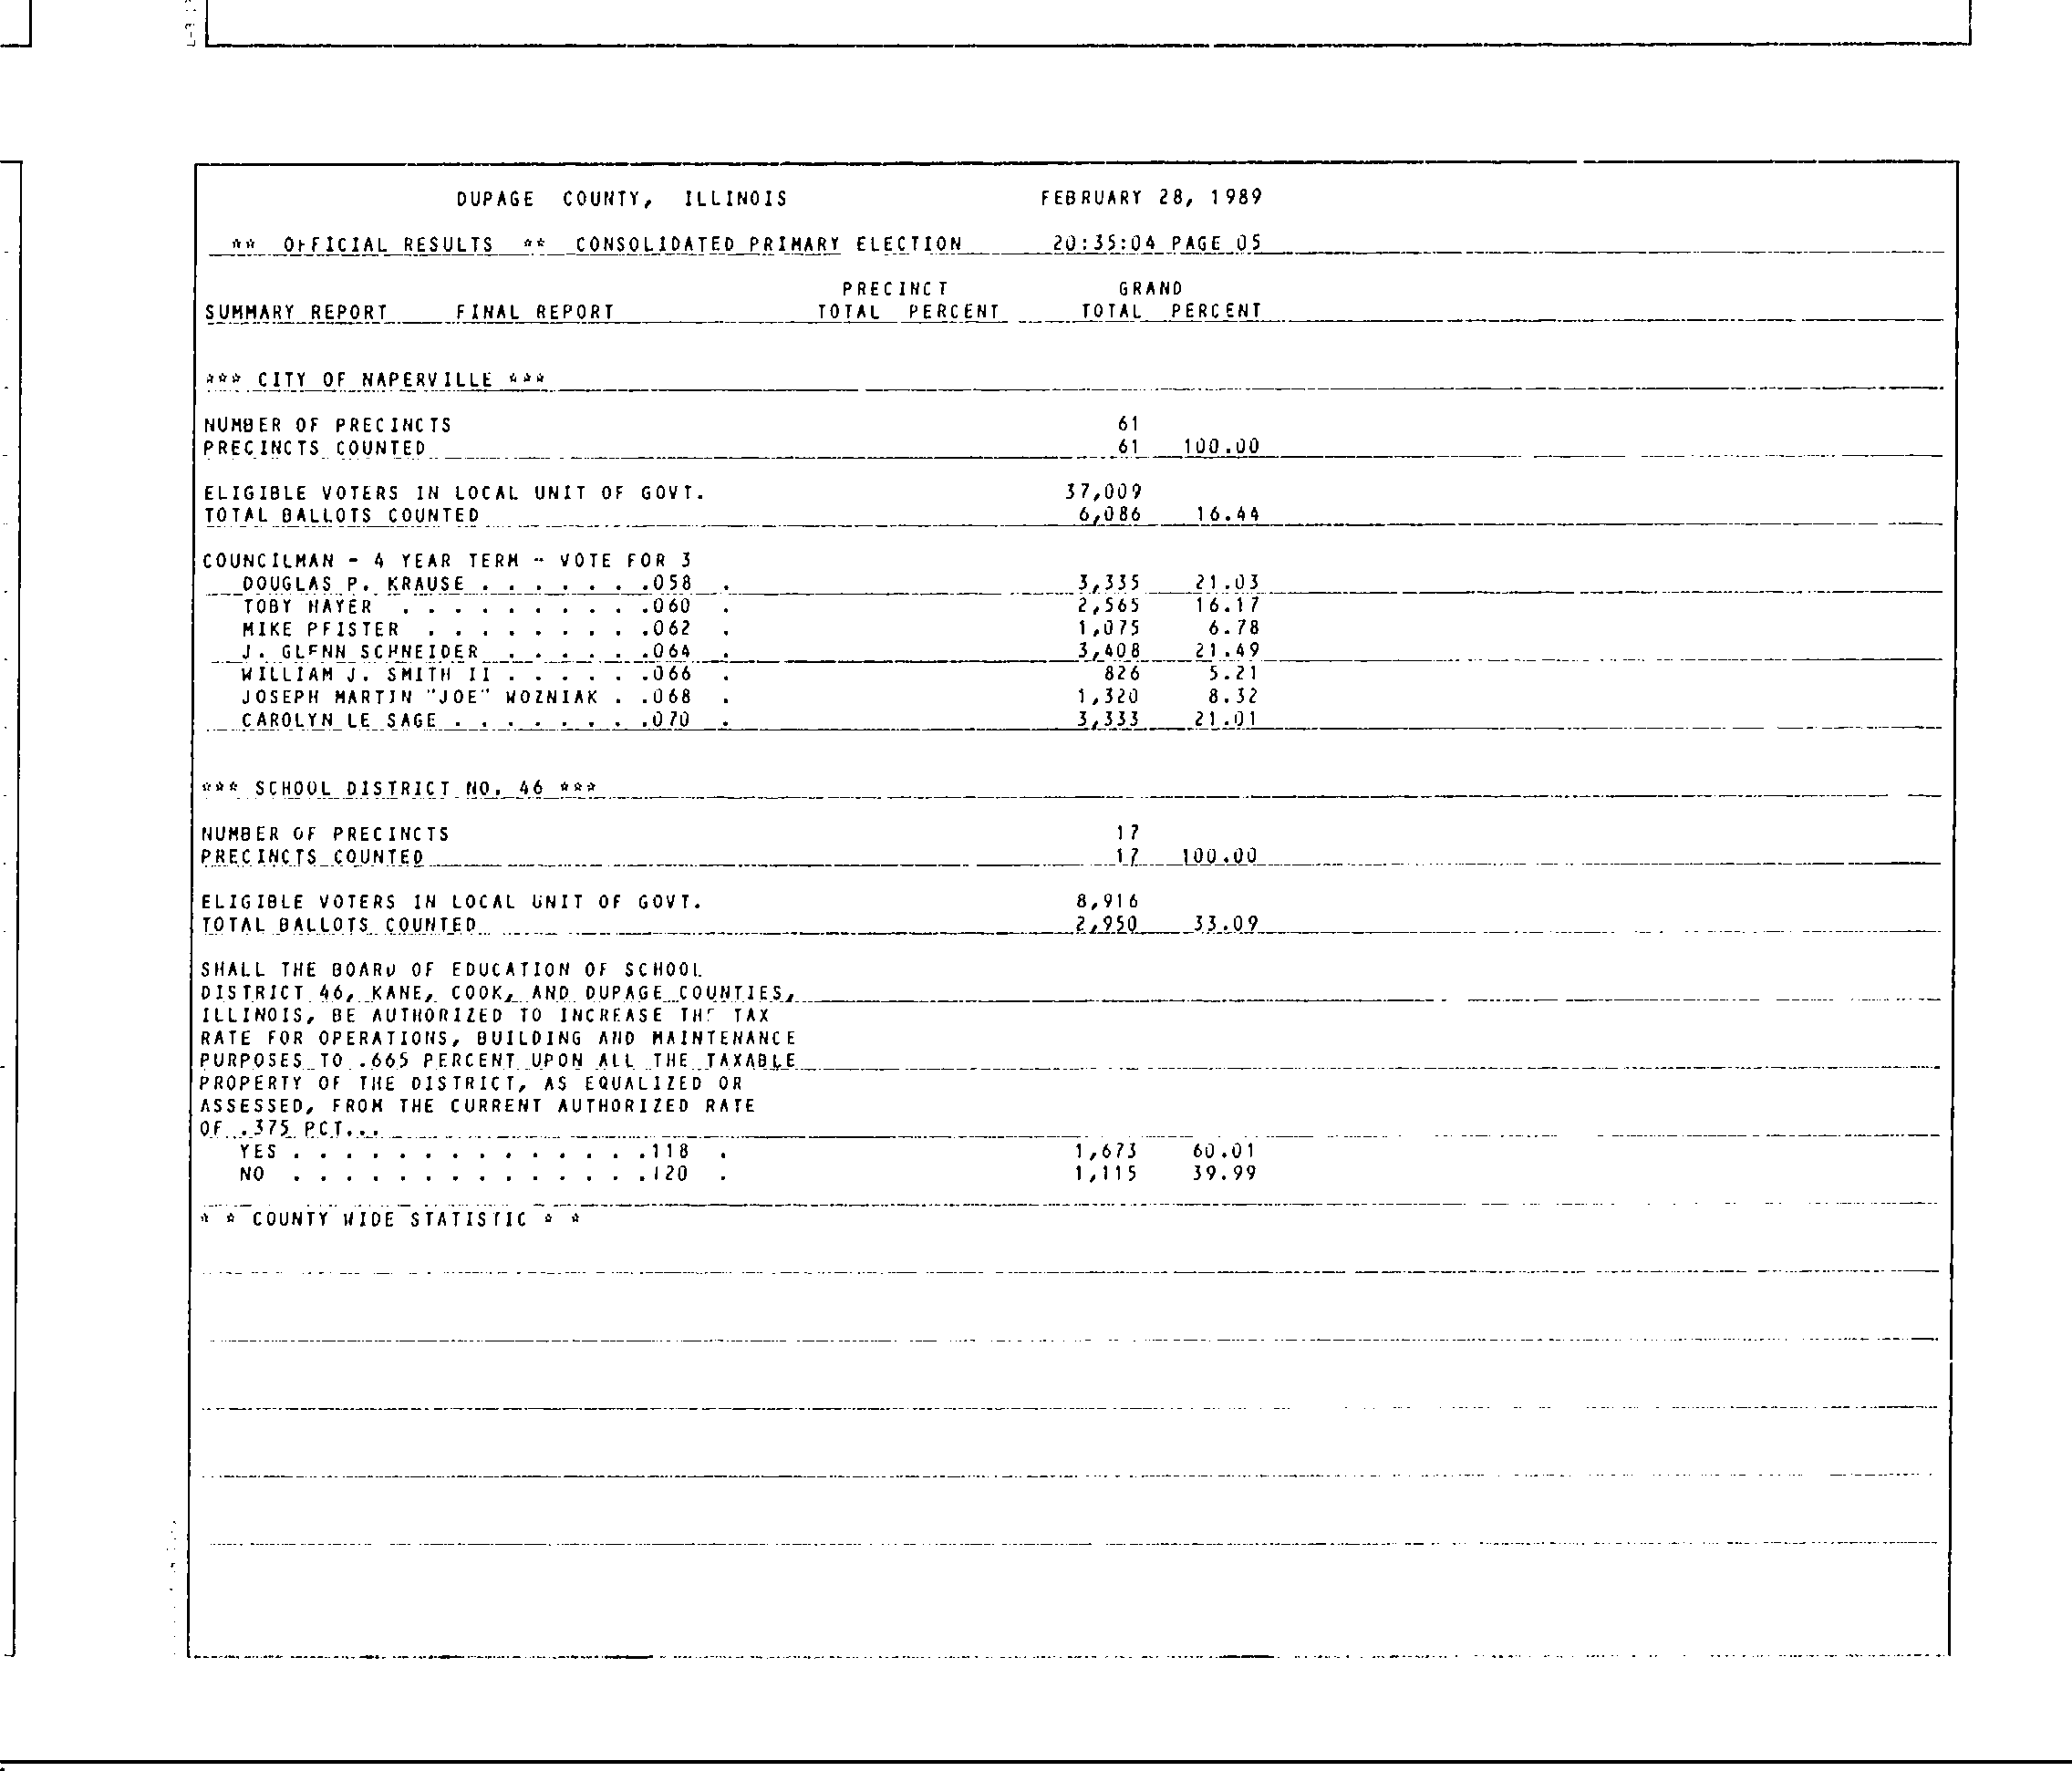 DUPAGE COUNTY, ILLINOIS FEBRUARY 28, 1989
** OFFICIAL RESULTS ** CONSOLIDATED PRIMARY ELECTION 20:35:04 PAGE 05
PRECINCT GRAND
SUMMARY REPORT FINAL REPORT TOTAL PERCENT TOTAL PERCENT
*** CITY OF NAPERVILLE ***
NUMBER OF PRECINCTS 61
PRECINCTS COUNTED 61 100.00
ELIGIBLE VOTERS IN LOCAL UNIT OF GOVT. 37,009
TOTAL BALLOTS COUNTED 6,086 16.44
COUNCILMAN - 4 YEAR TERM - VOTE FOR 3
DOUGLAS P. KRAUSE . . . . . . .058 . 3,335 21.03
TOBY HAYER . . . . . . . . . .060 . 2,565 16.17
MIKE PFISTER . . . . . . . . .062 . 1,075 6.78
J. GLENN SCHNEIDER . . . . . .064 . 3,408 21.49
WILLIAM J. SMITH II . . . . . .066 . 826 5.21
JOSEPH MARTIN "JOE" WOZNIAK . .068 . 1,320 8.32
CAROLYN LE SAGE . . . . . . . .070 . 3,333 21.01
*** SCHOOL DISTRICT NO. 46 ***
NUMBER OF PRECINCTS 17
PRECINCTS COUNTED 17 100.00
ELIGIBLE VOTERS IN LOCAL UNIT OF GOVT. 8,916
TOTAL BALLOTS COUNTED 2,950 33.09
SHALL THE BOARD OF EDUCATION OF SCHOOL
DISTRICT 46, KANE, COOK, AND DUPAGE COUNTIES,
ILLINOIS, BE AUTHORIZED TO INCREASE THE TAX
RATE FOR OPERATIONS, BUILDING AND MAINTENANCE
PURPOSES TO .665 PERCENT UPON ALL THE TAXABLE
PROPERTY OF THE DISTRICT, AS EQUALIZED OR
ASSESSED, FROM THE CURRENT AUTHORIZED RATE
OF .375 PCT...
YES . . . . . . . . . . . . . .118 . 1,673 60.01
NO . . . . . . . . . . . . . .120 . 1,115 39.99
* * COUNTY WIDE STATISTIC * *